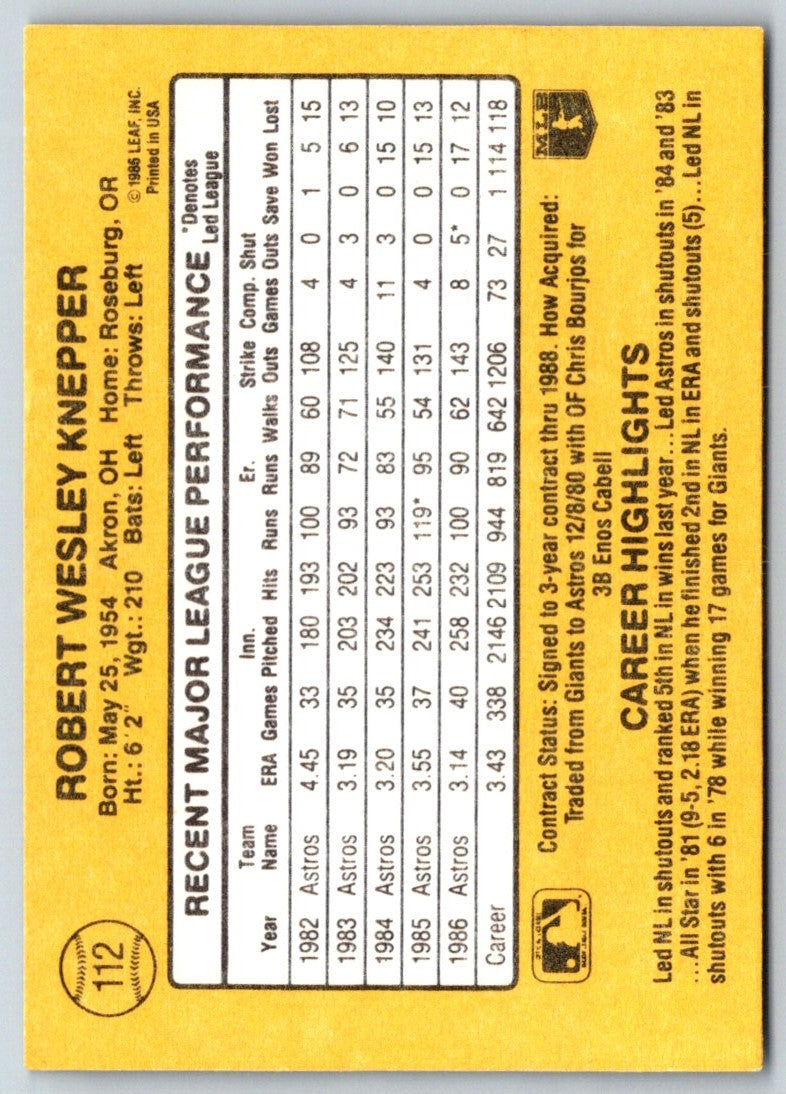 112
ROBERT WESLEY KNEPPER
Born: May 25, 1954 Akron, OH Home: Roseburg, OR
Ht.: 6'2" Wgt.: 210 Bats: Left Throws: Left
© 1986 LEAF, INC.
Printed in USA
RECENT MAJOR LEAGUE PERFORMANCE
*Denotes
Led League
Team Inn. Er. Strike Comp. Shut
Year Name ERA Games Pitched Hits Runs Runs Walks Outs Games Outs Save Won Lost
1982 Astros 4.45 33 180 193 100 89 60 108 4 0 1 5 15
1983 Astros 3.19 35 203 202 93 72 71 125 4 3 0 6 13
1984 Astros 3.20 35 234 223 93 83 55 140 11 3 0 15 10
1985 Astros 3.55 37 241 253 119* 95 54 131 4 0 0 15 13
1986 Astros 3.14 40 258 232 100 90 62 143 8 5* 0 17 12
Career 3.43 338 2146 2109 944 819 642 1206 73 27 1 114 118
Contract Status: Signed to 3-year contract thru 1988. How Acquired:
Traded from Giants to Astros 12/8/80 with OF Chris Bourjos for
3B Enos Cabell
MLB
CAREER HIGHLIGHTS
Led NL in shutouts and ranked 5th in NL in wins last year...Led Astros in shutouts in '84 and '83
...All Star in '81 (9-5, 2.18 ERA) when he finished 2nd in NL in ERA and shutouts (5)...Led NL in
shutouts with 6 in '78 while winning 17 games for Giants.